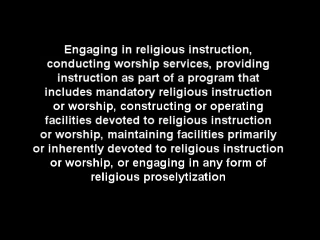 Engaging in religious instruction,
conducting worship services, providing
instruction as part of a program that
includes mandatory religious instruction
or worship, constructing or operating
facilities devoted to religious instruction
or worship, maintaining facilities primarily
or inherently devoted to religious instruction
or worship, or engaging in any form of
religious proselytization